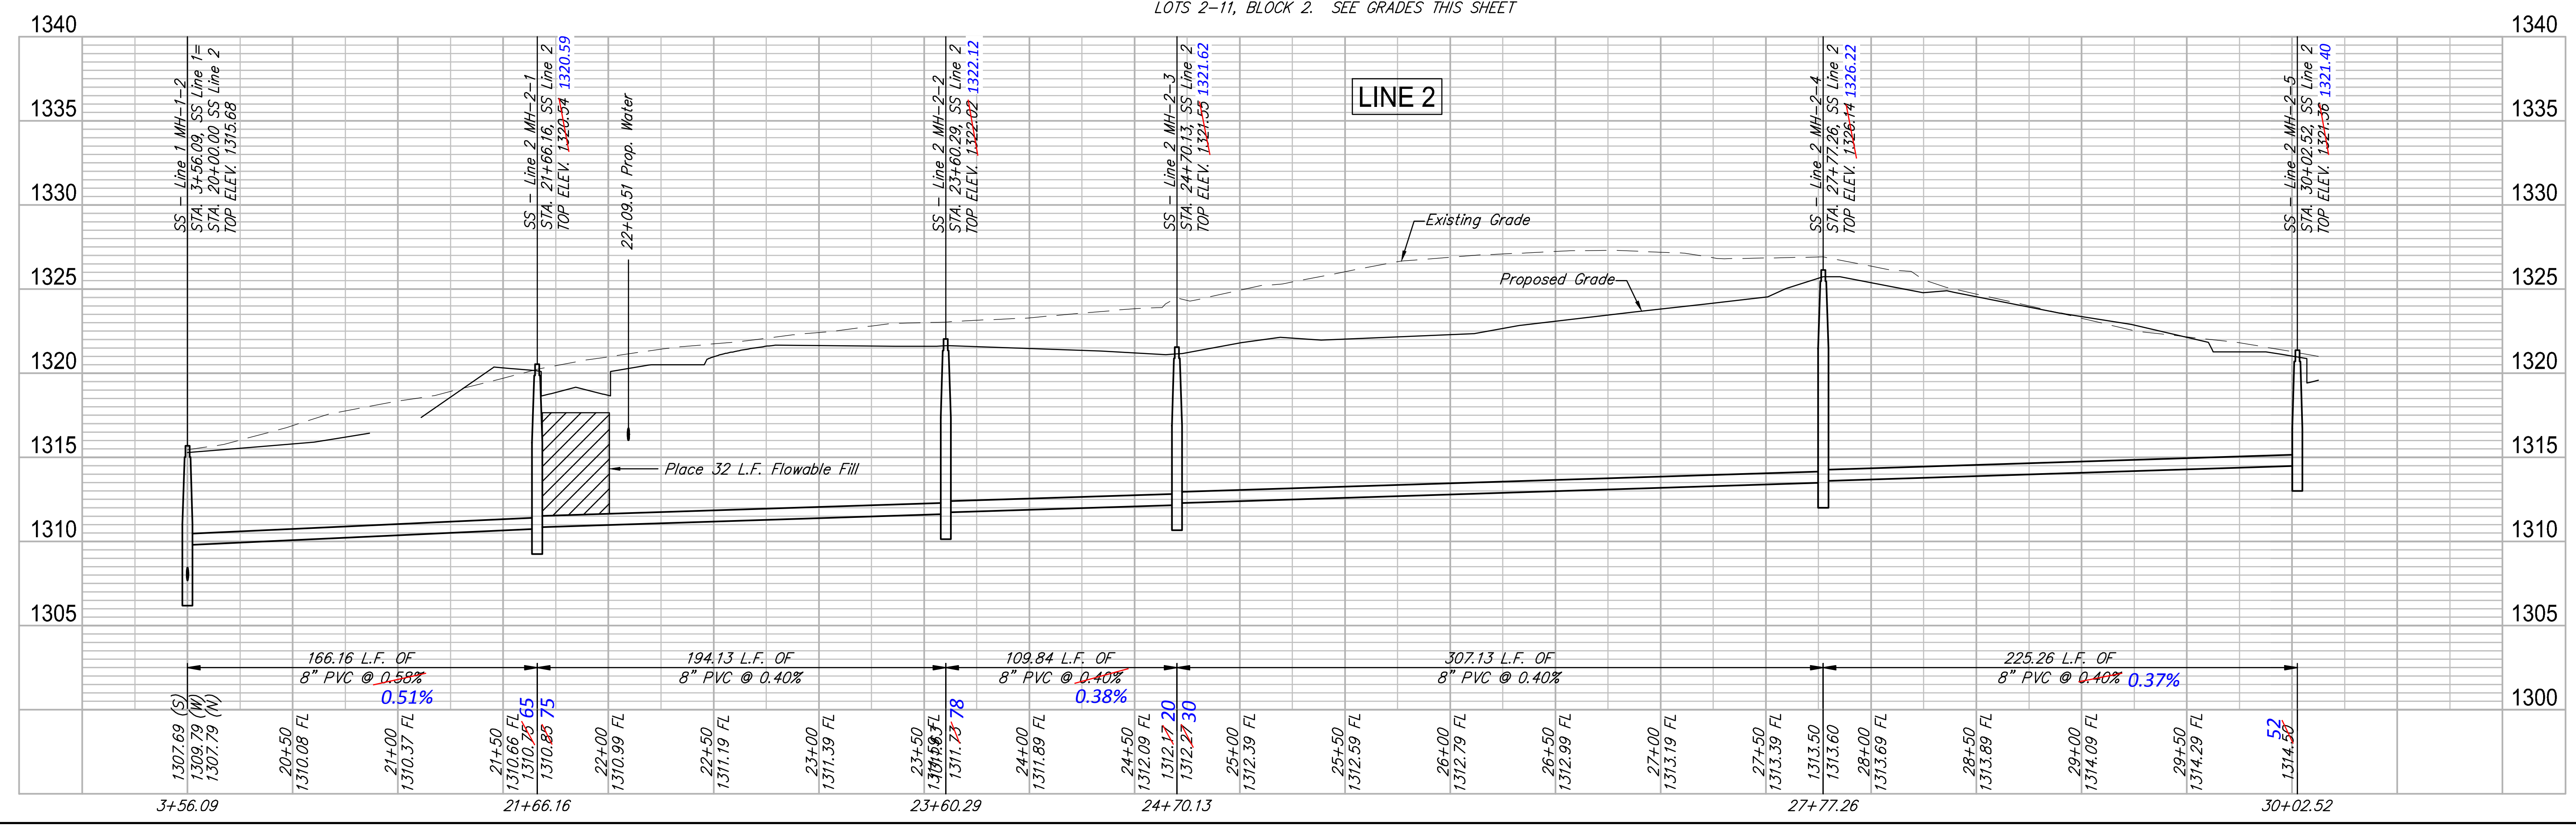 LOTS 2-11, BLOCK 2. SEE GRADES THIS SHEET
1340
1335
1330
1325
1320
1315
1310
1305
1300
SS - Line 1 MH-1-2
STA. 3+56.09, SS Line 1=
STA. 20+00.00 SS Line 2
TOP ELEV. 1315.68
SS - Line 2 MH-2-1
STA. 21+66.16, SS Line 2
TOP ELEV. 1320.54 1320.59
22+09.51 Prop. Water
SS - Line 2 MH-2-2
STA. 23+60.29, SS Line 2
TOP ELEV. 1322.02 1322.12
SS - Line 2 MH-2-3
STA. 24+70.13, SS Line 2
TOP ELEV. 1321.55 1321.62
LINE 2
SS - Line 2 MH-2-4
STA. 27+77.26, SS Line 2
TOP ELEV. 1326.14 1326.22
SS - Line 2 MH-2-5
STA. 30+02.52, SS Line 2
TOP ELEV. 1321.36 1321.40
1340
1335
1330
1325
1320
1315
1310
1305
1300
Existing Grade
Proposed Grade
Place 32 L.F. Flowable Fill
166.16 L.F. OF
8" PVC @ 0.58%
0.51%
194.13 L.F. OF
8" PVC @ 0.40%
109.84 L.F. OF
8" PVC @ 0.40%
0.38%
307.13 L.F. OF
8" PVC @ 0.40%
225.26 L.F. OF
8" PVC @ 0.40% 0.37%
1307.69 (S)
1309.79 (W)
1307.79 (N)
20+50
1310.08 FL
21+00
1310.37 FL
21+50
1310.66 FL
1310.75 65
1310.85 75
22+00
1310.99 FL
22+50
1311.19 FL
23+00
1311.39 FL
23+50
1311.73 78
24+00
1311.89 FL
24+50
1312.09 FL
1312.17 20
1312.27 30
25+00
1312.39 FL
25+50
1312.59 FL
26+00
1312.79 FL
26+50
1312.99 FL
27+00
1313.19 FL
27+50
1313.39 FL
1313.50
1313.60
28+00
1313.69 FL
28+50
1313.89 FL
29+00
1314.09 FL
29+50
1314.29 FL
52
1314.50
3+56.09
21+66.16
23+60.29
24+70.13
27+77.26
30+02.52